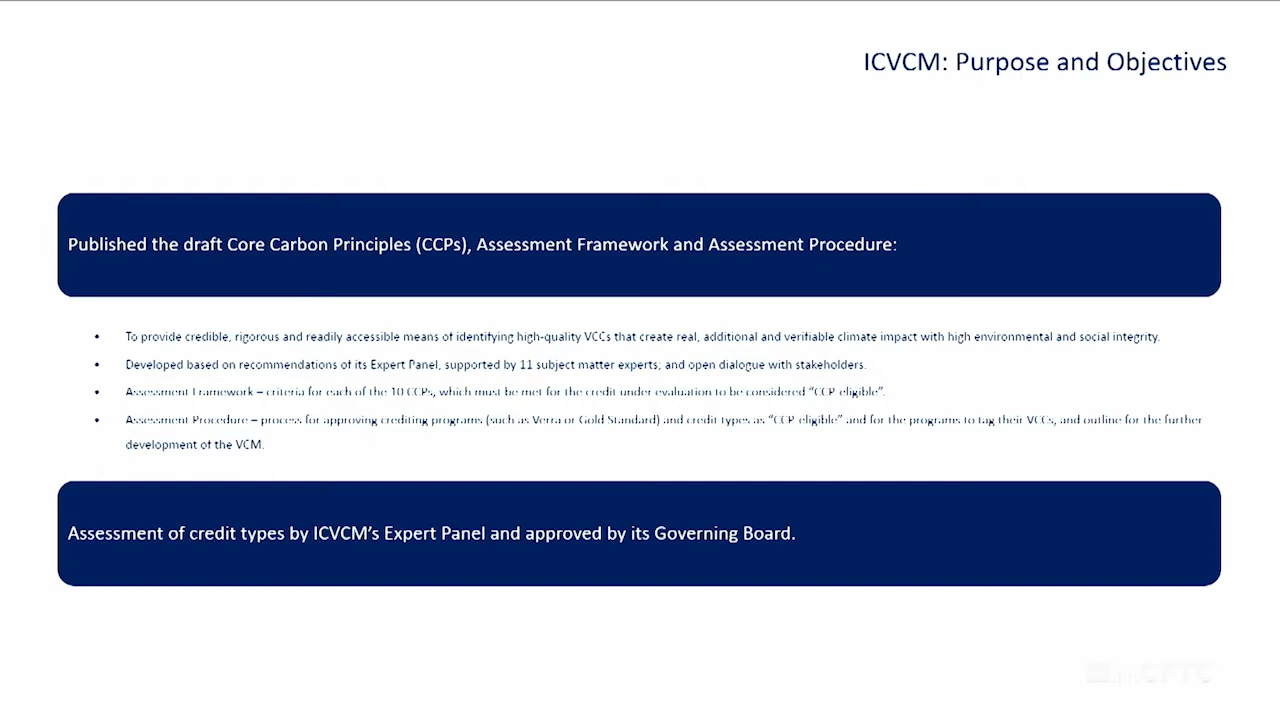 ICVCM: Purpose and Objectives
Published the draft Core Carbon Principles (CCPs), Assessment Framework and Assessment Procedure:
• To provide credible, rigorous and readily accessible means of identifying high-quality VCCs that create real, additional and verifiable climate impact with high environmental and social integrity.
• Developed based on recommendations of its Expert Panel, supported by 11 subject matter experts; and open dialogue with stakeholders.
• Assessment Framework – criteria for each of the 10 CCPs, which must be met for the credit under evaluation to be considered “CCP eligible”.
• Assessment Procedure – process for approving crediting programs (such as Verra or Gold Standard) and credit types as “CCP eligible” and for the programs to tag their VCCs, and outline for the further
development of the VCM.
Assessment of credit types by ICVCM’s Expert Panel and approved by its Governing Board.
CFTC